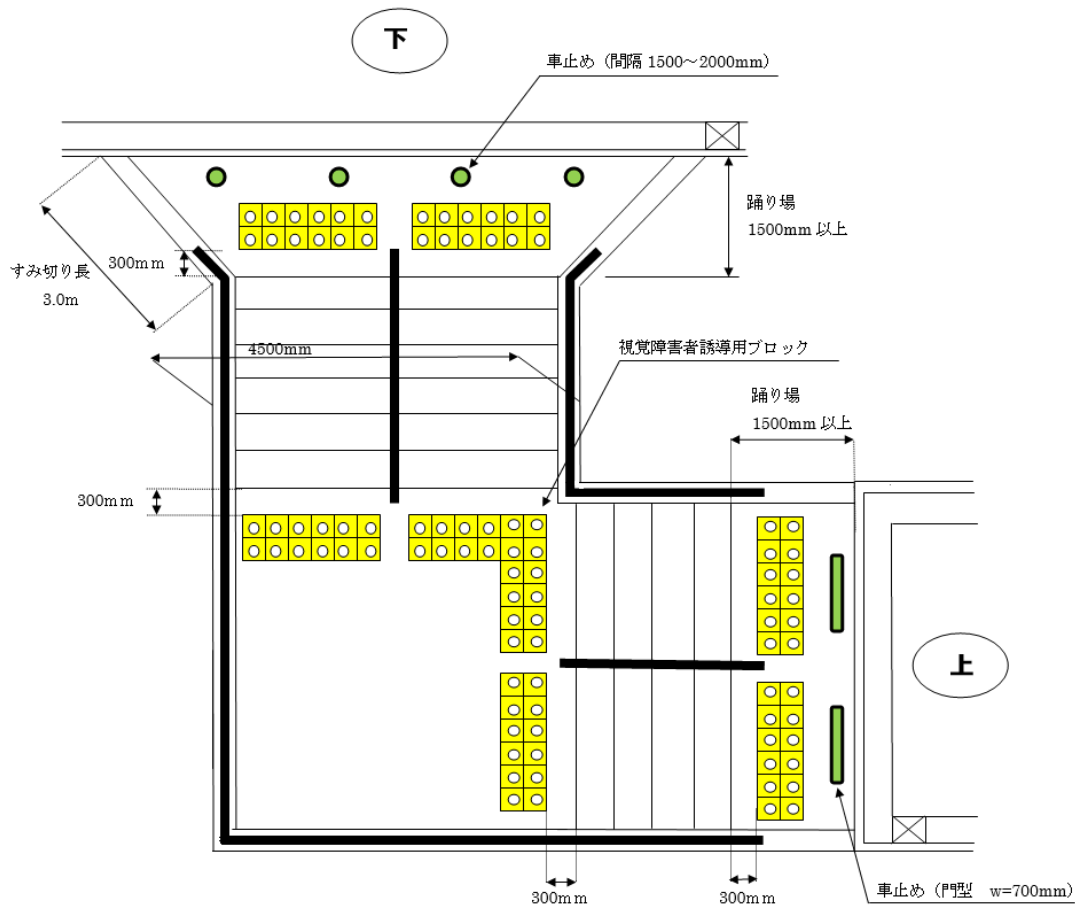 下
車止め（間隔 1500～2000mm）
踊り場
1500mm 以上
300mm
すみ切り長
3.0m
4500mm
視覚障害者誘導用ブロック
踊り場
1500mm 以上
300mm
上
300mm
300mm
車止め（門型　w=700mm）